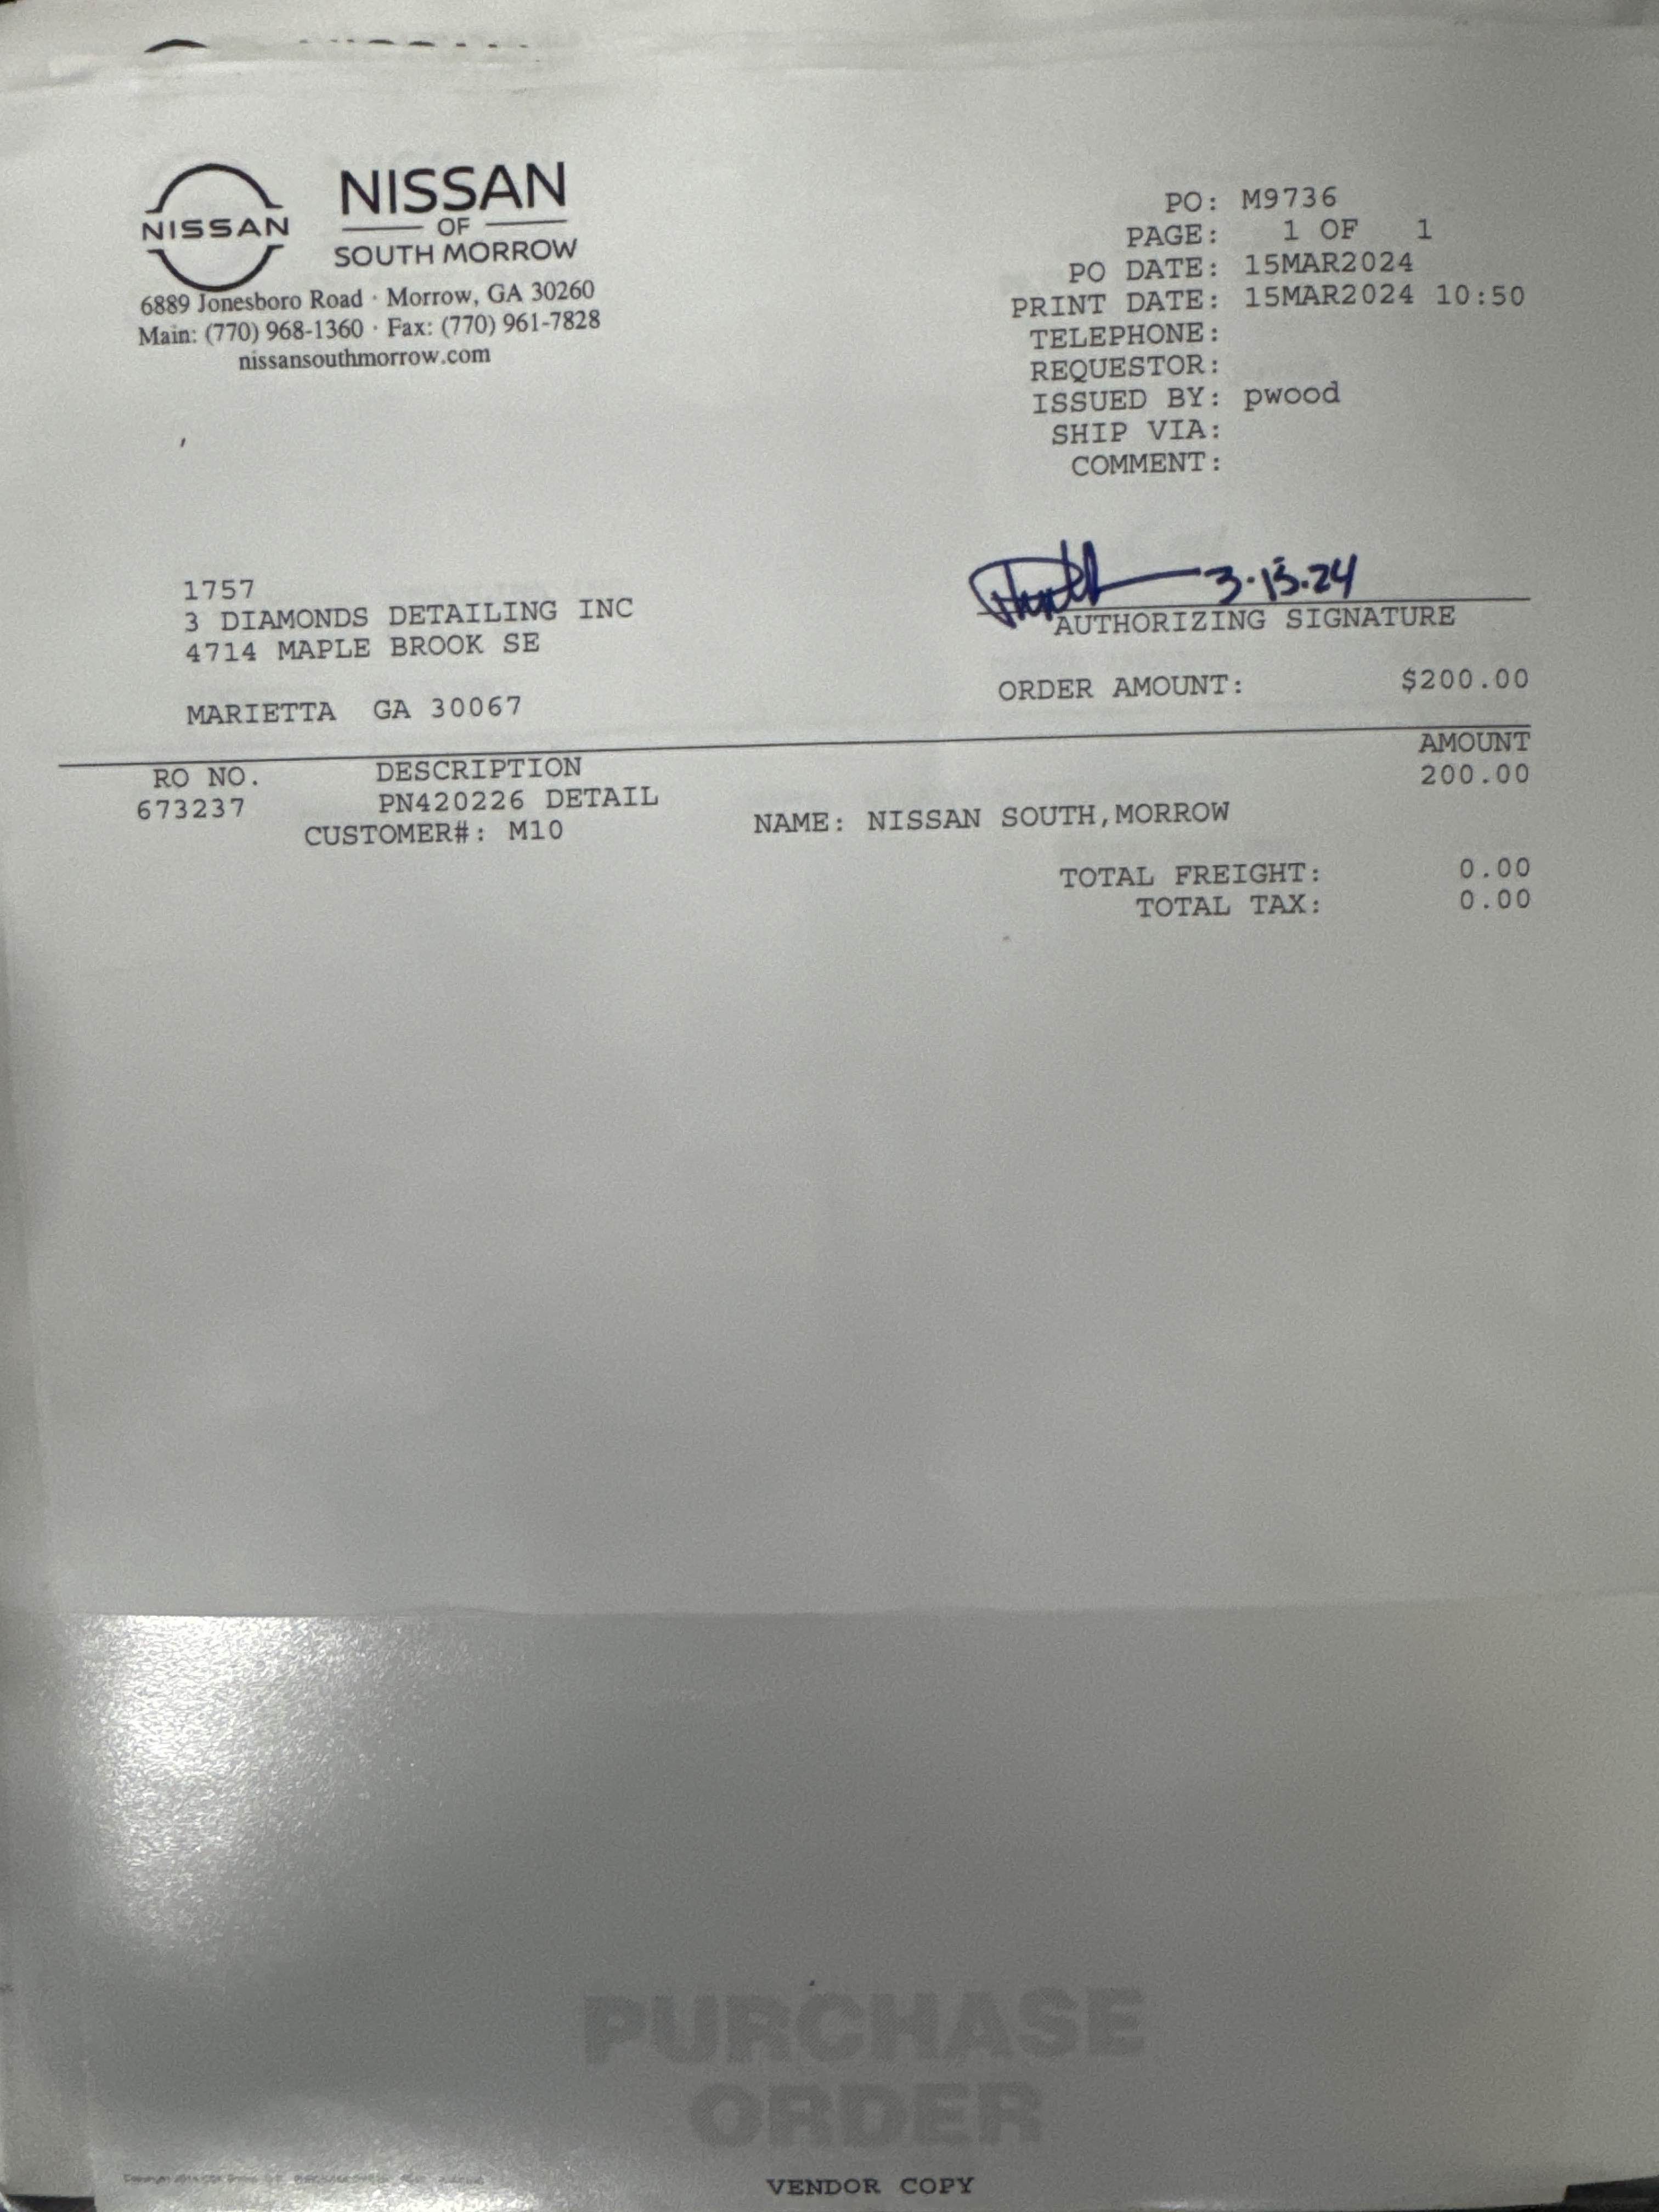 NISSAN
NISSAN
OF
SOUTH MORROW
6889 Jonesboro Road · Morrow, GA 30260
Main: (770) 968-1360 · Fax: (770) 961-7828
nissansouthmorrow.com
PO: M9736
PAGE: 1 OF 1
PO DATE: 15MAR2024
PRINT DATE: 15MAR2024 10:50
TELEPHONE:
REQUESTOR:
ISSUED BY: pwood
SHIP VIA:
COMMENT:
1757
3 DIAMONDS DETAILING INC
4714 MAPLE BROOK SE
MARIETTA GA 30067
3.15.24
AUTHORIZING SIGNATURE
ORDER AMOUNT: $200.00
RO NO. DESCRIPTION AMOUNT
673237 PN420226 DETAIL 200.00
CUSTOMER#: M10 NAME: NISSAN SOUTH,MORROW
TOTAL FREIGHT: 0.00
TOTAL TAX: 0.00
PURCHASE
ORDER
VENDOR COPY